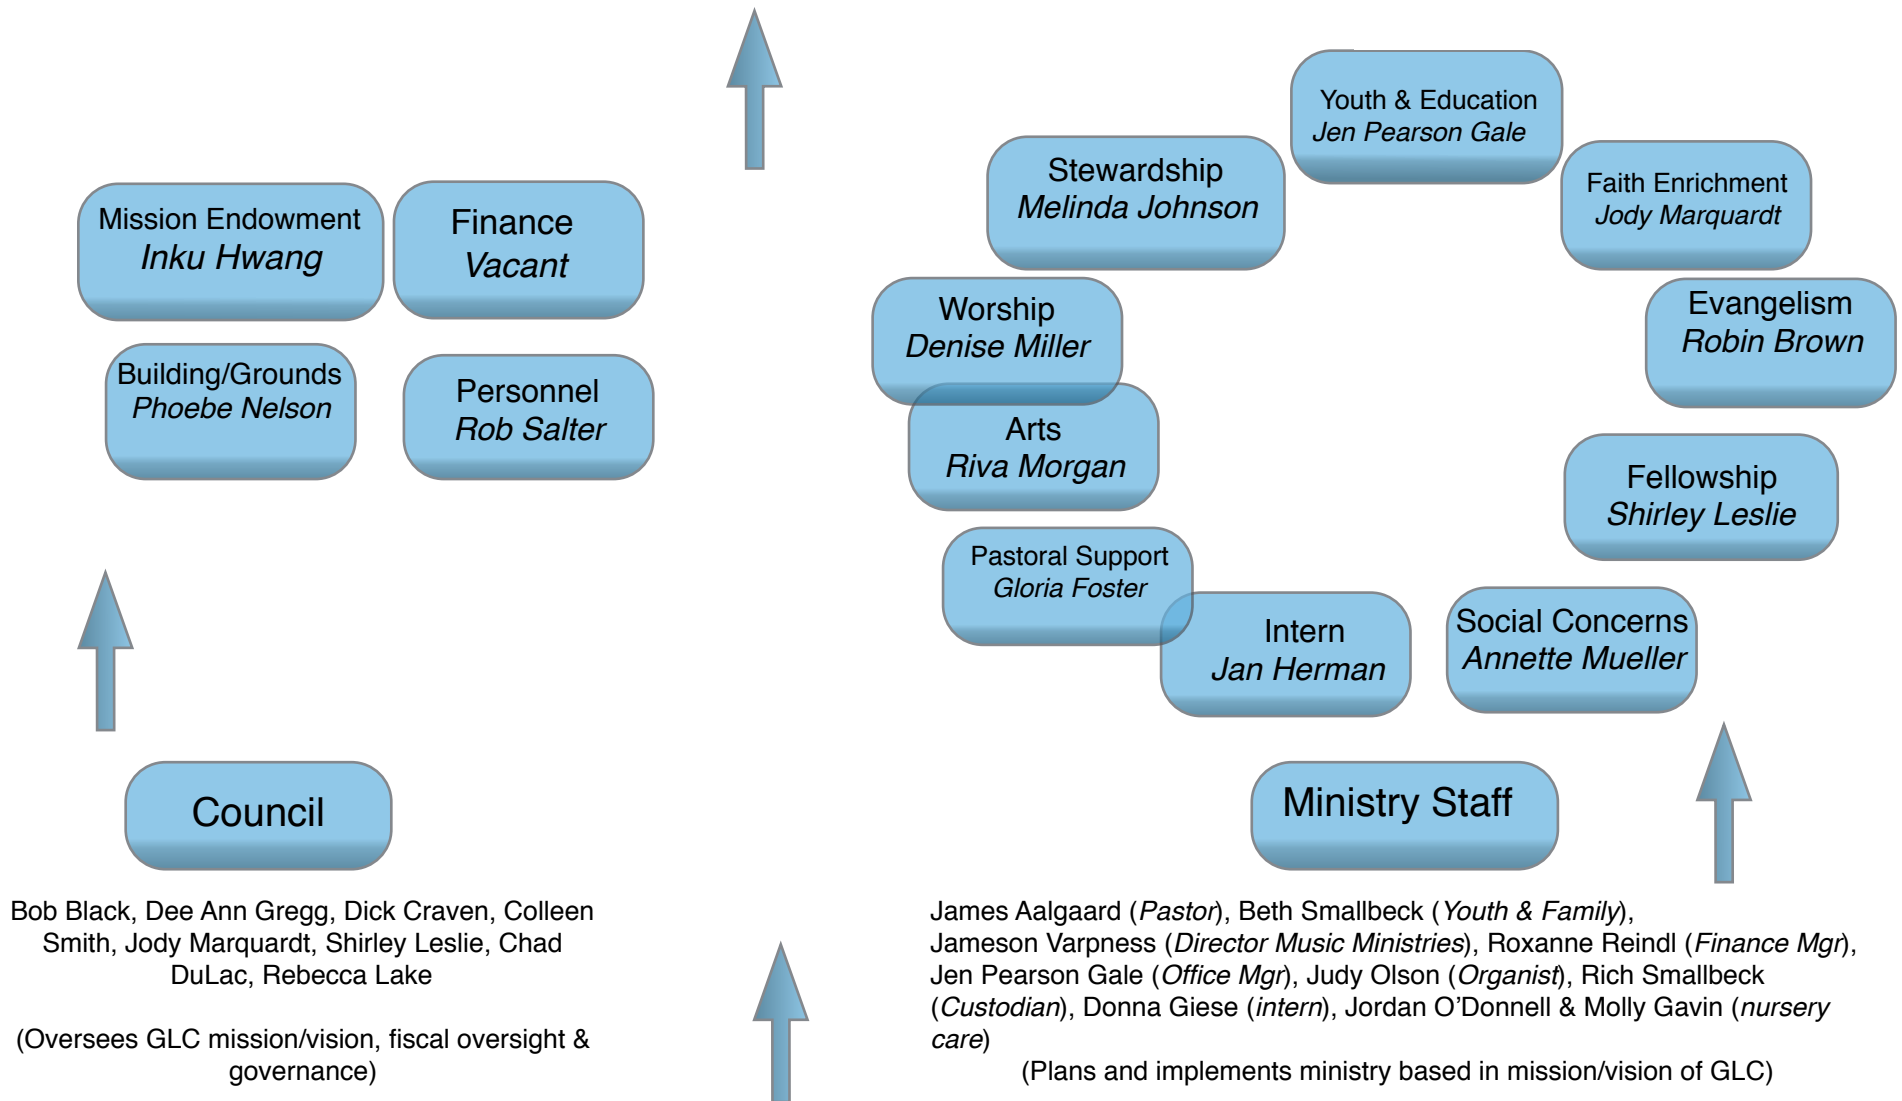 Mission Endowment
Inku Hwang
Finance
Vacant
Building/Grounds
Phoebe Nelson
Personnel
Rob Salter
Council
Bob Black, Dee Ann Gregg, Dick Craven, Colleen
Smith, Jody Marquardt, Shirley Leslie, Chad
DuLac, Rebecca Lake
(Oversees GLC mission/vision, fiscal oversight &
governance)
Youth & Education
Jen Pearson Gale
Stewardship
Melinda Johnson
Faith Enrichment
Jody Marquardt
Worship
Denise Miller
Evangelism
Robin Brown
Arts
Riva Morgan
Fellowship
Shirley Leslie
Pastoral Support
Gloria Foster
Intern
Jan Herman
Social Concerns
Annette Mueller
Ministry Staff
James Aalgaard (Pastor), Beth Smallbeck (Youth & Family),
Jameson Varpness (Director Music Ministries), Roxanne Reindl (Finance Mgr),
Jen Pearson Gale (Office Mgr), Judy Olson (Organist), Rich Smallbeck
(Custodian), Donna Giese (intern), Jordan O'Donnell & Molly Gavin (nursery
care)
(Plans and implements ministry based in mission/vision of GLC)